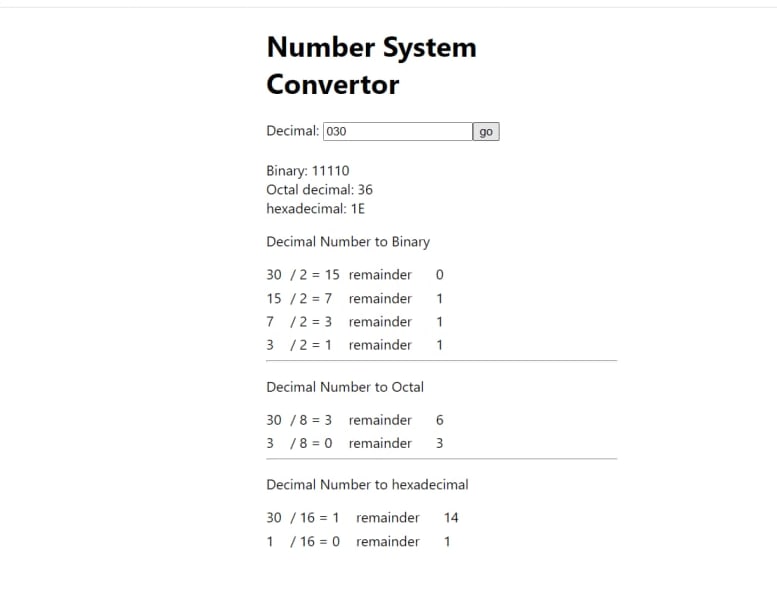 Number System
Convertor
Decimal: 030 go
Binary: 11110
Octal decimal: 36
hexadecimal: 1E
Decimal Number to Binary
30 / 2 = 15 remainder 0
15 / 2 = 7 remainder 1
7 / 2 = 3 remainder 1
3 / 2 = 1 remainder 1
Decimal Number to Octal
30 / 8 = 3 remainder 6
3 / 8 = 0 remainder 3
Decimal Number to hexadecimal
30 / 16 = 1 remainder 14
1 / 16 = 0 remainder 1